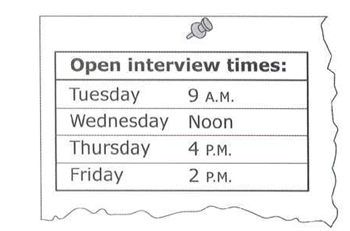 Open interview times:
Tuesday 9 A.M.
Wednesday Noon
Thursday 4 P.M.
Friday 2 P.M.